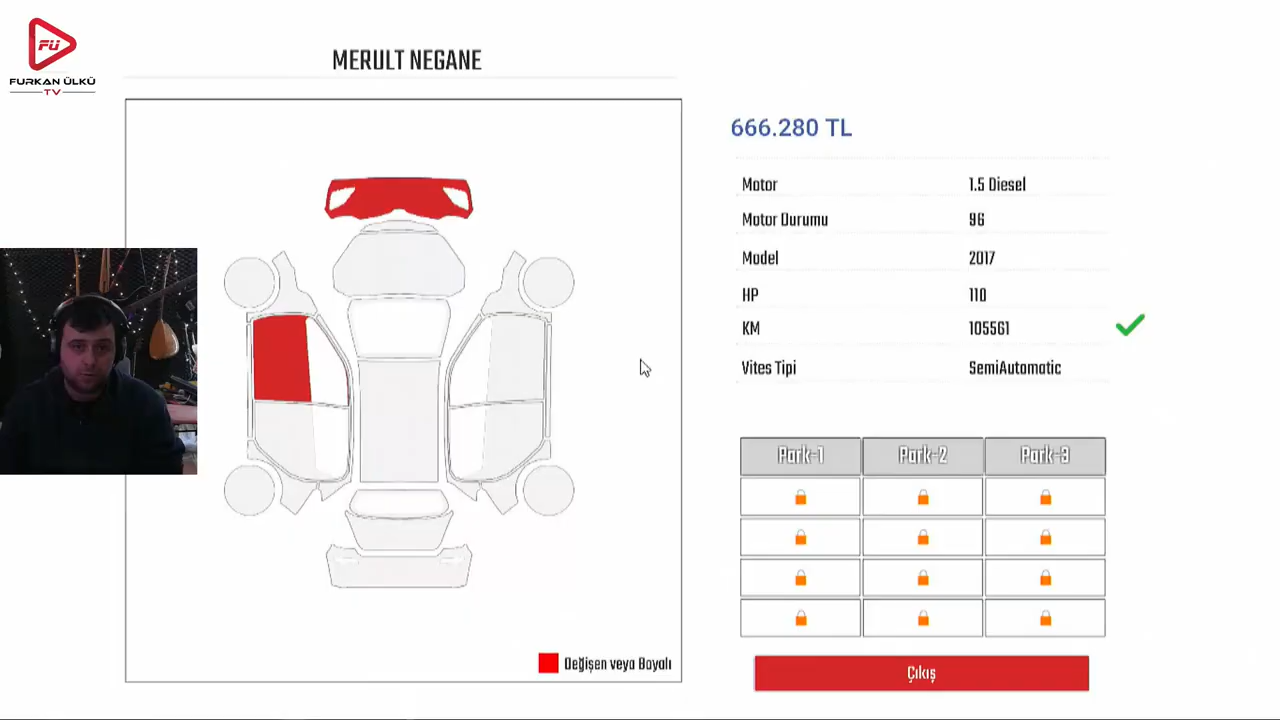 FU
FURKAN ÜLKÜ
TV
MERULT NEGANE
666.280 TL
Motor 1.5 Diesel
Motor Durumu 96
Model 2017
HP 110
KM 105561
Vites Tipi SemiAutomatic
Park-1 Park-2 Park-3
Değişen veya Boyalı
Çıkış